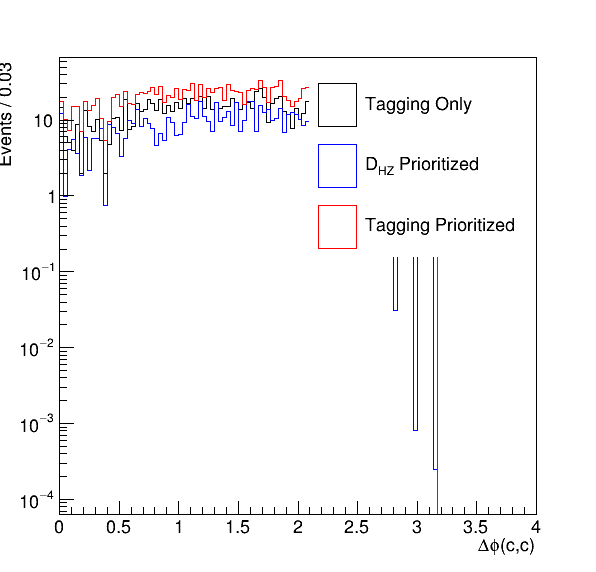 Events / 0.03
Tagging Only
D_HZ Prioritized
Tagging Prioritized
10
1
10⁻¹
10⁻²
10⁻³
10⁻⁴
0 0.5 1 1.5 2 2.5 3 3.5 4
Δϕ(c,c)